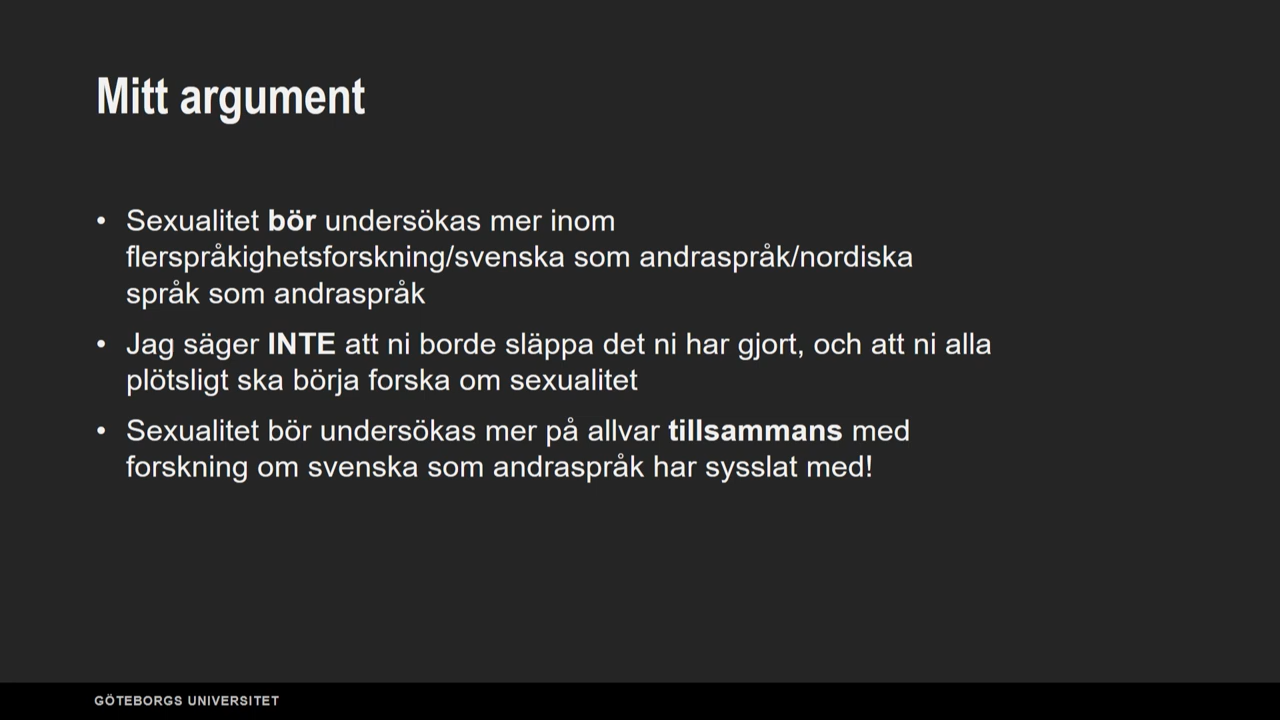 Mitt argument
• Sexualitet bör undersökas mer inom
flerspråkighetsforskning/svenska som andraspråk/nordiska
språk som andraspråk
• Jag säger INTE att ni borde släppa det ni har gjort, och att ni alla
plötsligt ska börja forska om sexualitet
• Sexualitet bör undersökas mer på allvar tillsammans med
forskning om svenska som andraspråk har sysslat med!
GÖTEBORGS UNIVERSITET